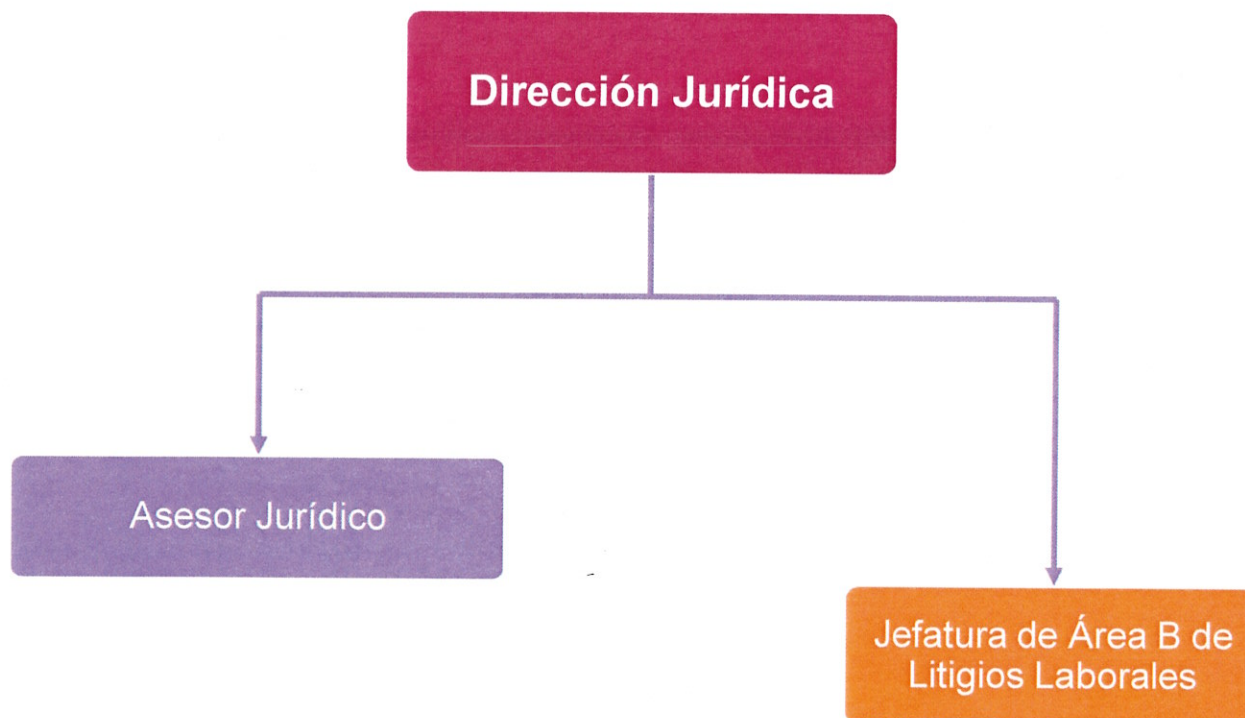 Dirección Jurídica
Asesor Jurídico
Jefatura de Área B de
Litigios Laborales